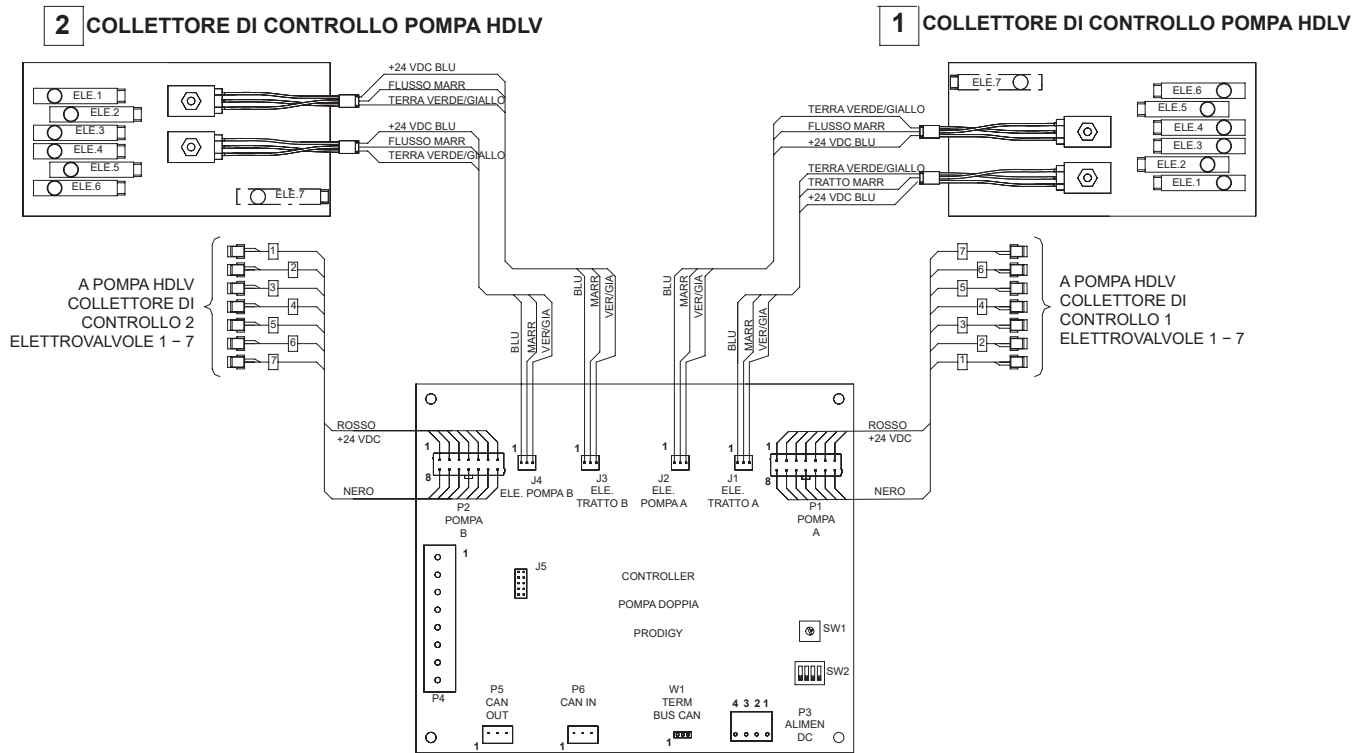 2 COLLETTORE DI CONTROLLO POMPA HDLV
1 COLLETTORE DI CONTROLLO POMPA HDLV
ELE.1
ELE.2
ELE.3
ELE.4
ELE.5
ELE.6
ELE.7
+24 VDC BLU
FLUSSO MARR
TERRA VERDE/GIALLO
+24 VDC BLU
FLUSSO MARR
TERRA VERDE/GIALLO
TERRA VERDE/GIALLO
FLUSSO MARR
+24 VDC BLU
TERRA VERDE/GIALLO
TRATTO MARR
+24 VDC BLU
ELE.7
ELE.6
ELE.5
ELE.4
ELE.3
ELE.2
ELE.1
A POMPA HDLV
COLLETTORE DI
CONTROLLO 2
ELETTROVALVOLE 1 – 7
1
2
3
4
5
6
7
BLU
MARR
VER/GIA
BLU
MARR
VER/GIA
BLU
MARR
VER/GIA
BLU
MARR
VER/GIA
7
6
5
4
3
2
1
A POMPA HDLV
COLLETTORE DI
CONTROLLO 1
ELETTROVALVOLE 1 – 7
ROSSO
+24 VDC
NERO
1
8
P2
POMPA
B
1
J4
ELE. POMPA B
1
J3
ELE.
TRATTO B
1
J2
ELE.
POMPA A
1
J1
ELE.
TRATTO A
1
8
P1
POMPA
A
ROSSO
+24 VDC
NERO
1
P4
J5
CONTROLLER
POMPA DOPPIA
PRODIGY
SW1
SW2
P5
CAN
OUT
1
P6
CAN IN
1
W1
TERM
BUS CAN
1
4 3 2 1
P3
ALIMEN
DC